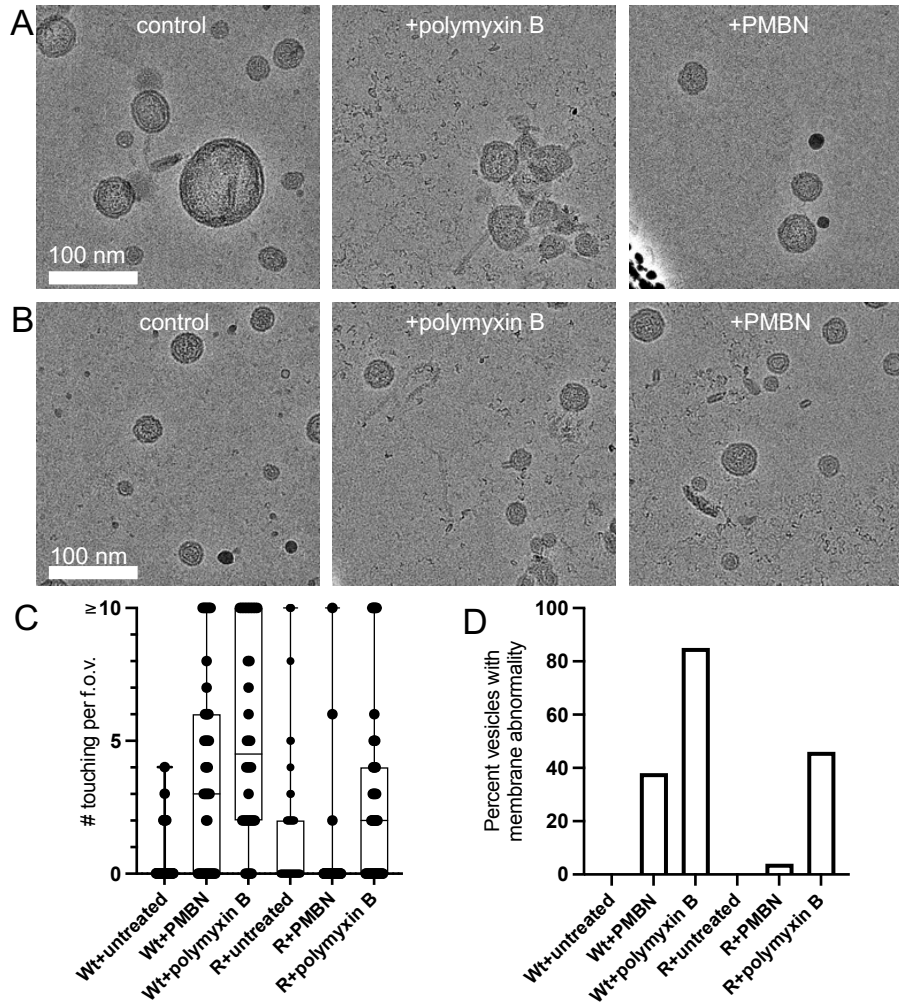 A
control
+polymyxin B
+PMBN
100 nm
B
control
+polymyxin B
+PMBN
100 nm
C
# touching per f.o.v.
≥10
5
0
Wt+untreated
Wt+PMBN
Wt+polymyxin B
R+untreated
R+PMBN
R+polymyxin B
D
Percent vesicles with
membrane abnormality
100
80
60
40
20
0
Wt+untreated
Wt+PMBN
Wt+polymyxin B
R+untreated
R+PMBN
R+polymyxin B